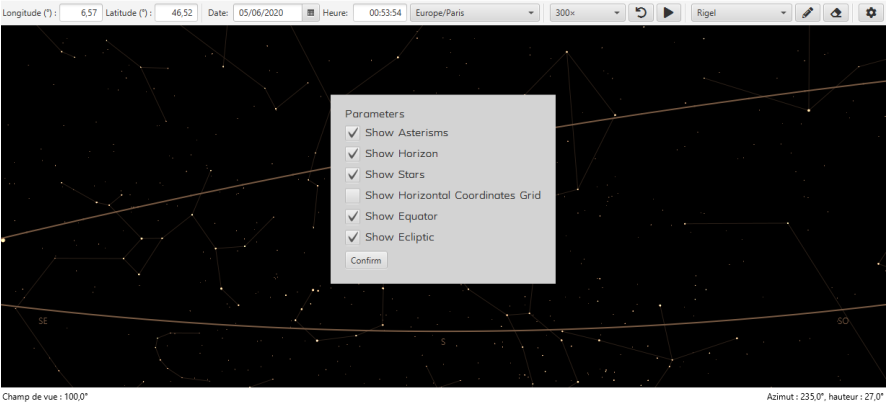 Longitude (°) : 6,57 Latitude (°) : 46,52 Date: 05/06/2020 Heure: 00:53:54 Europe/Paris 300× Rigel
Parameters
Show Asterisms
Show Horizon
Show Stars
Show Horizontal Coordinates Grid
Show Equator
Show Ecliptic
Confirm
SE
S
SO
Champ de vue : 100,0° Azimut : 235,0°, hauteur : 27,0°